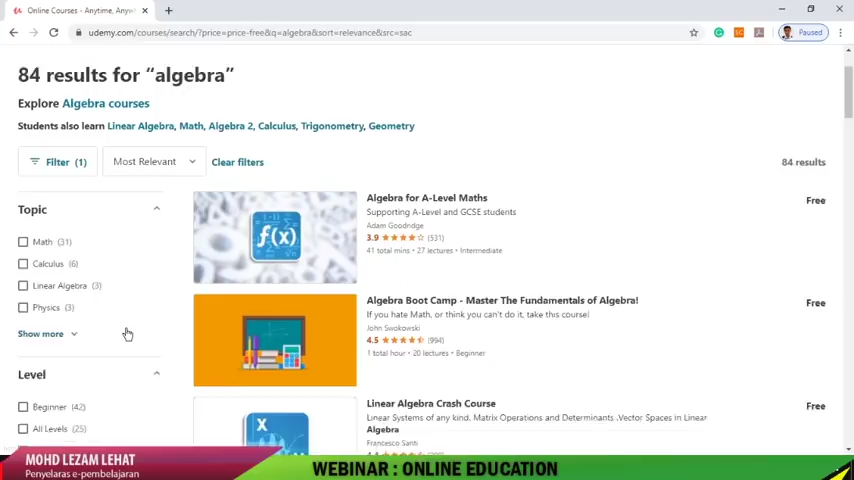 Online Courses - Anytime, Anyw
udemy.com/courses/search/?price=price-free&q=algebra&sort=relevance&src=sac
Paused
84 results for “algebra”
Explore Algebra courses
Students also learn Linear Algebra, Math, Algebra 2, Calculus, Trigonometry, Geometry
Filter (1)
Most Relevant
Clear filters
84 results
Topic
Math (31)
Calculus (6)
Linear Algebra (3)
Physics (3)
Show more
Level
Beginner (42)
All Levels (25)
f(x)
Algebra for A-Level Maths
Free
Supporting A-Level and GCSE students
Adam Goodridge
3.9 (531)
41 total mins • 27 lectures • Intermediate
Algebra Boot Camp - Master The Fundamentals of Algebra!
Free
If you hate Math, or think you can't do it, take this course!
John Swokowski
4.5 (994)
1 total hour • 20 lectures • Beginner
X
Linear Algebra Crash Course
Free
Linear Systems of any kind, Matrix Operations and Determinants .Vector Spaces in Linear
Algebra
Francesco Santi
MOHD LEZAM LEHAT
Penyelaras e-pembelajaran
WEBINAR : ONLINE EDUCATION